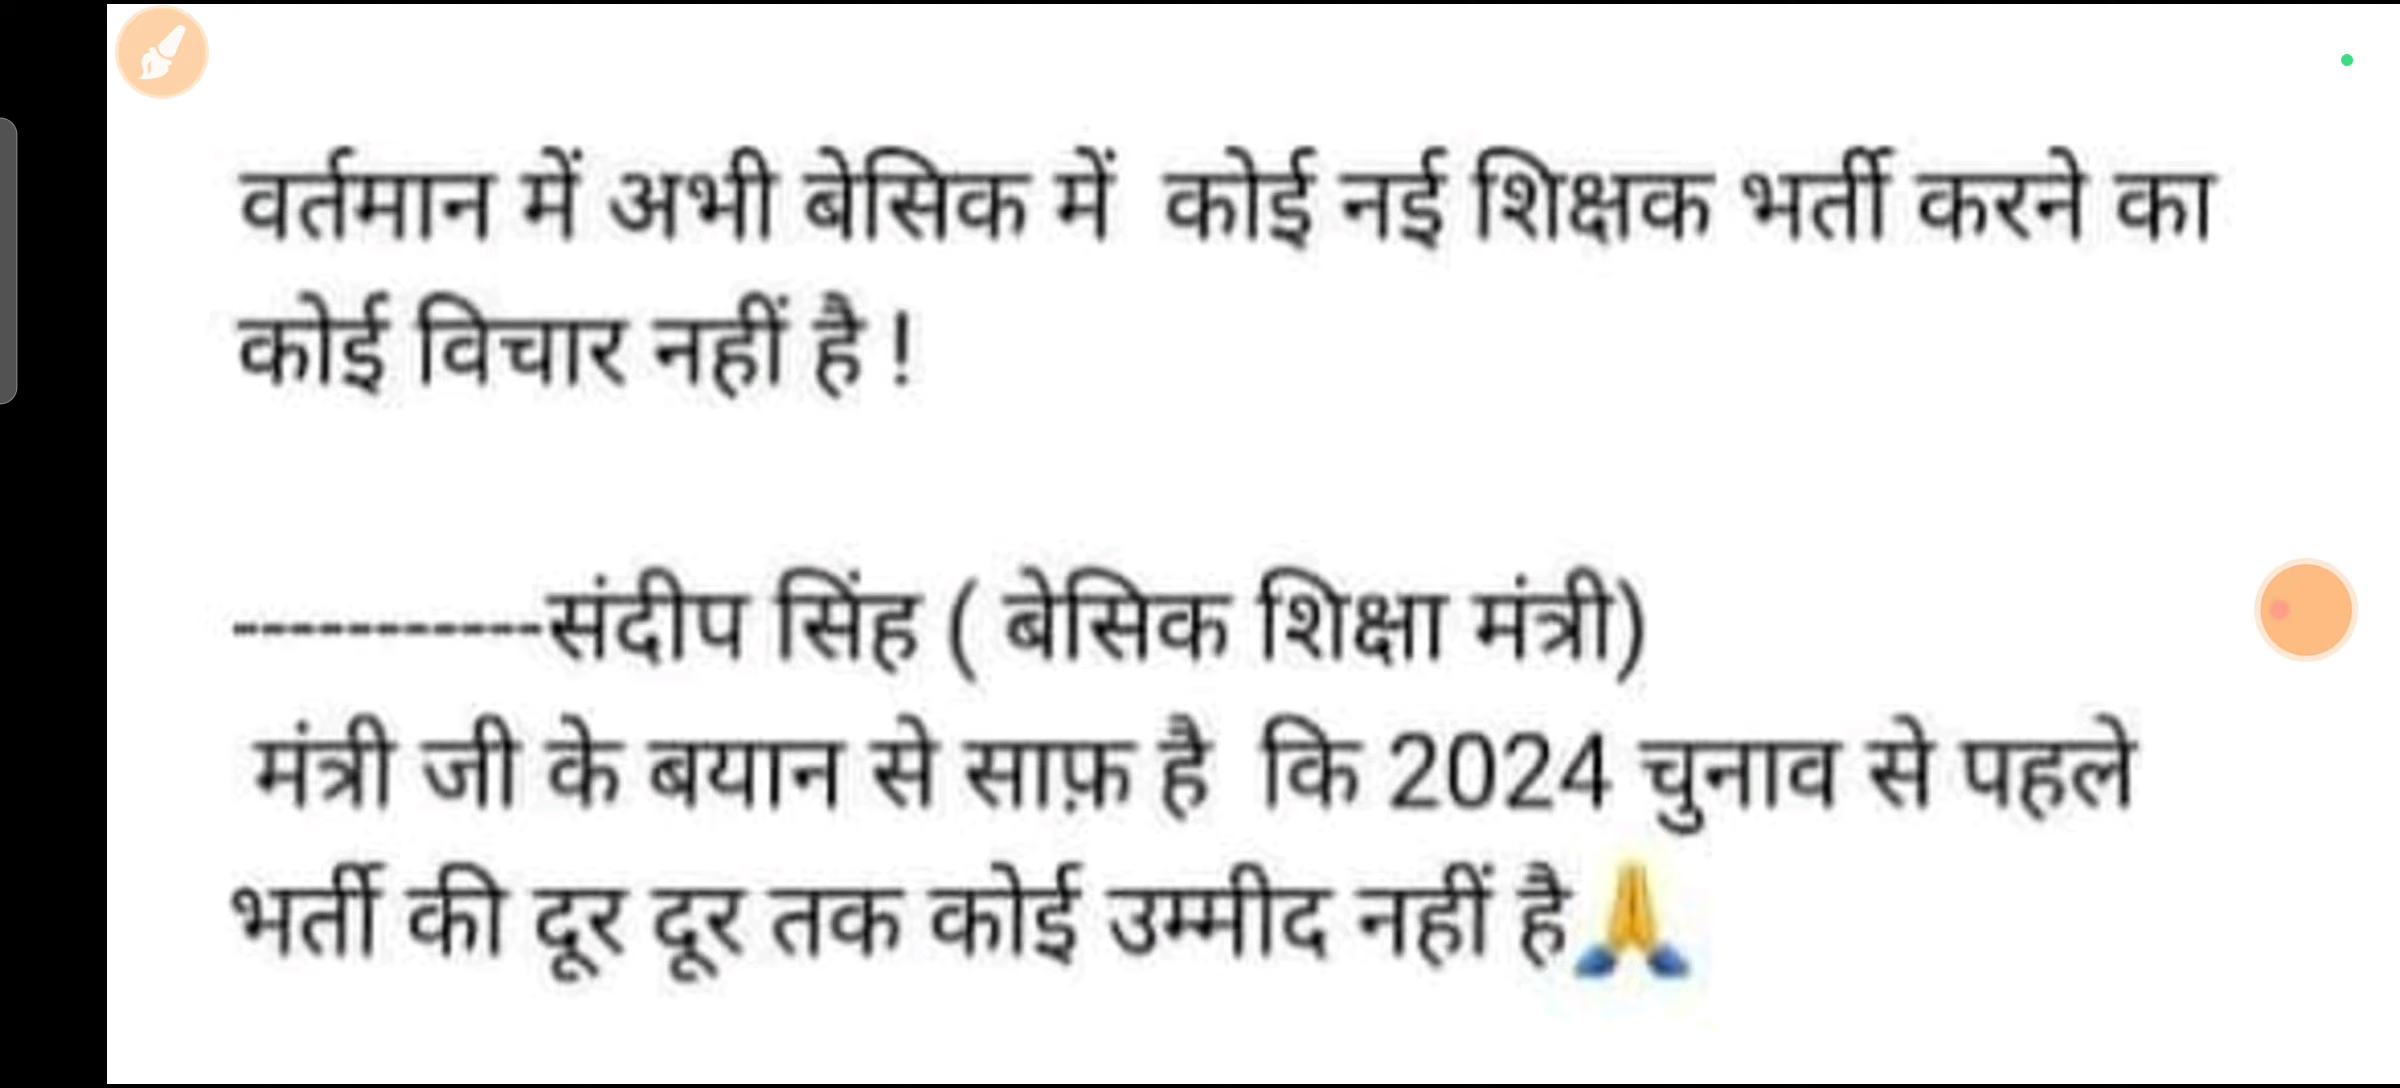 वर्तमान में अभी बेसिक में कोई नई शिक्षक भर्ती करने का
कोई विचार नहीं है !
-----------संदीप सिंह ( बेसिक शिक्षा मंत्री)
मंत्री जी के बयान से साफ़ है कि 2024 चुनाव से पहले
भर्ती की दूर दूर तक कोई उम्मीद नहीं है🙏